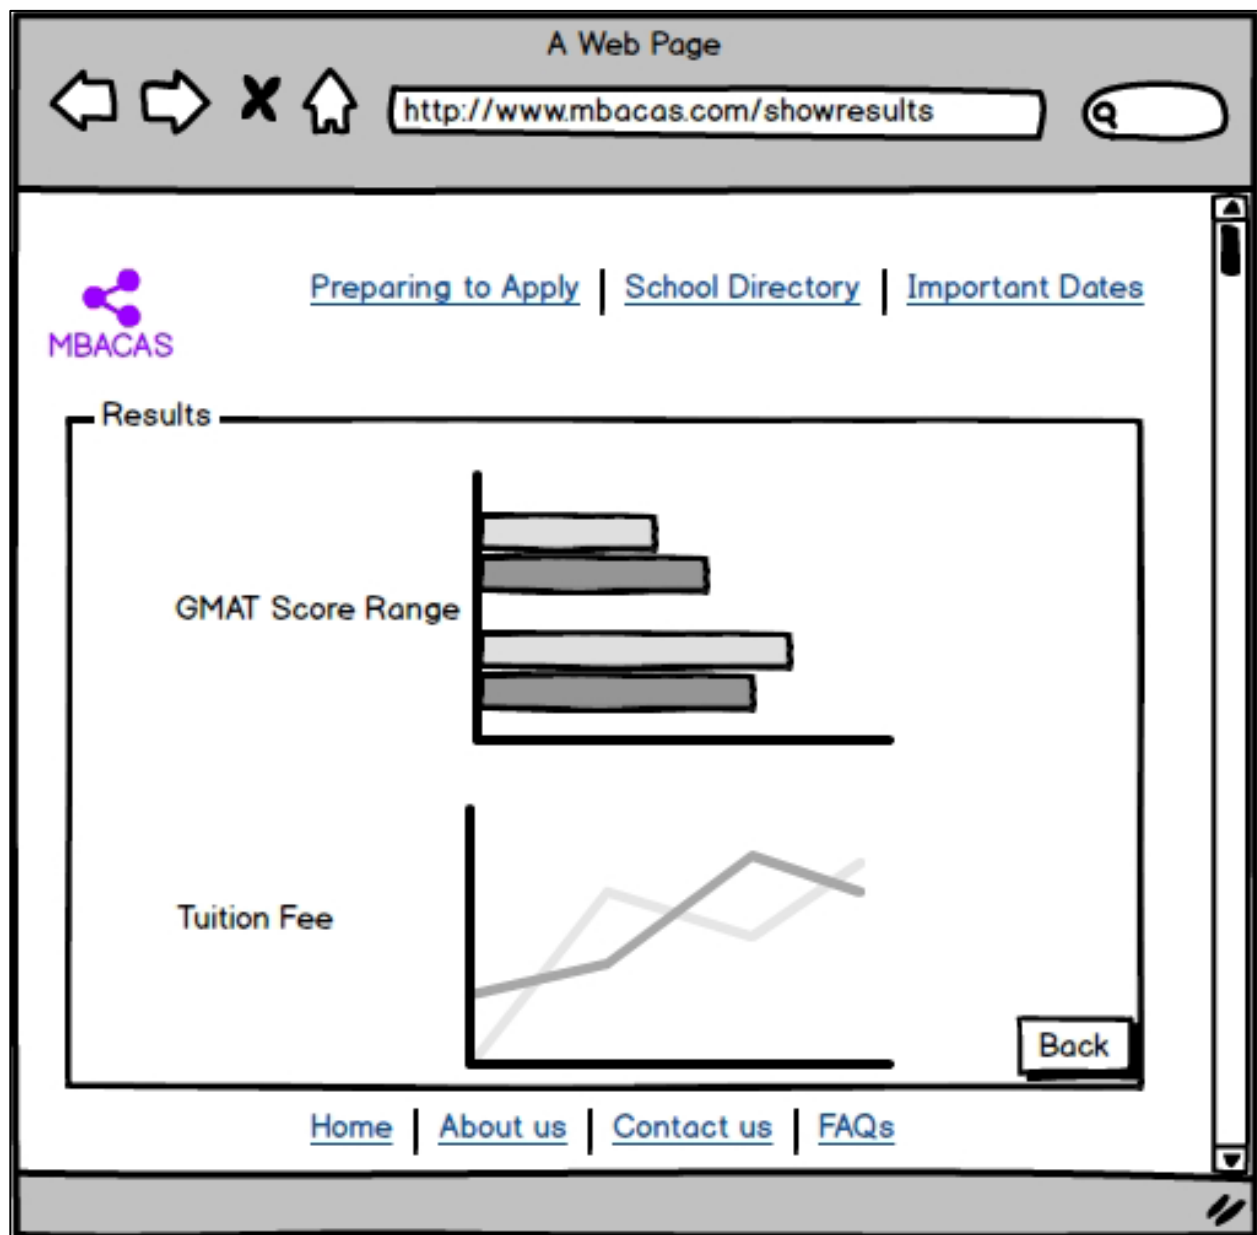 A Web Page
http://www.mbacas.com/showresults
Preparing to Apply | School Directory | Important Dates
MBACAS
Results
GMAT Score Range
Tuition Fee
Back
Home | About us | Contact us | FAQs